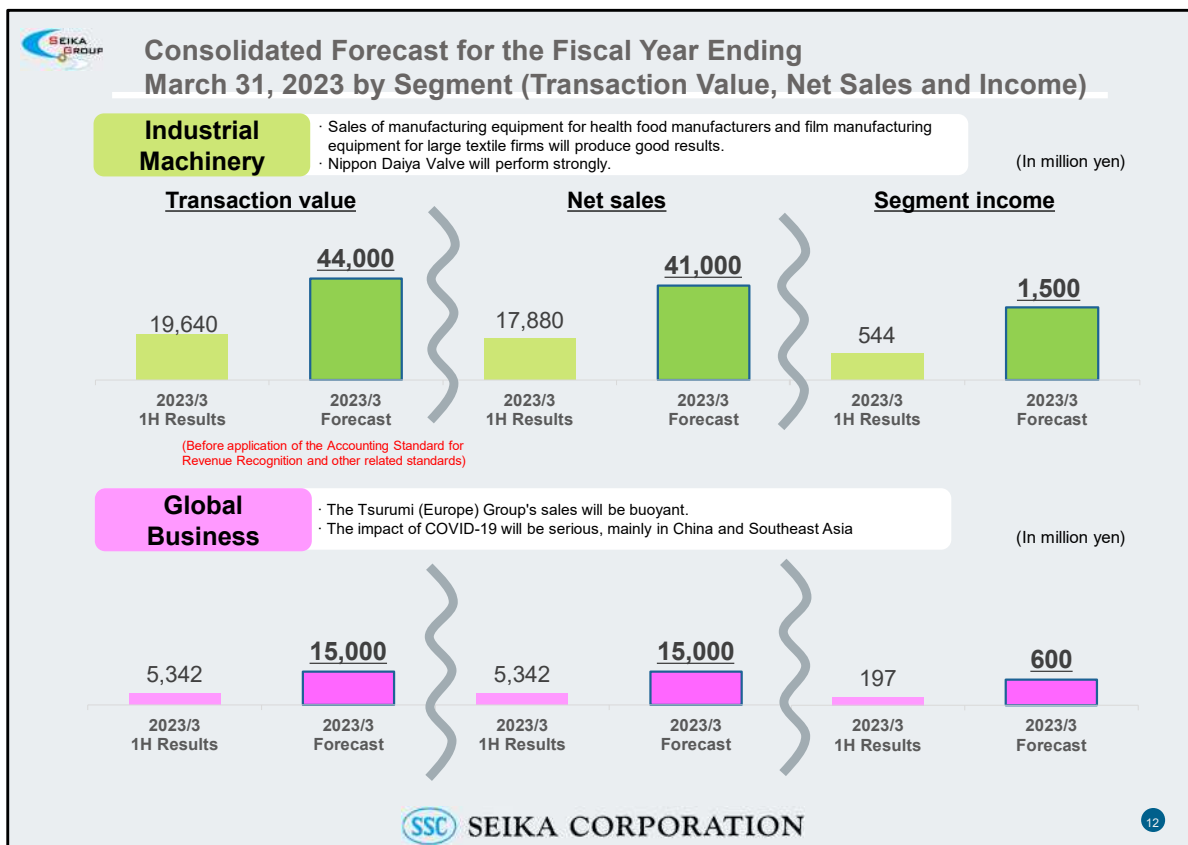 SEIKA
GROUP
Consolidated Forecast for the Fiscal Year Ending
March 31, 2023 by Segment (Transaction Value, Net Sales and Income)
Industrial
Machinery
· Sales of manufacturing equipment for health food manufacturers and film manufacturing
equipment for large textile firms will produce good results.
· Nippon Daiya Valve will perform strongly.
(In million yen)
Transaction value
Net sales
Segment income
19,640
44,000
17,880
41,000
544
1,500
2023/3
1H Results
2023/3
Forecast
2023/3
1H Results
2023/3
Forecast
2023/3
1H Results
2023/3
Forecast
(Before application of the Accounting Standard for
Revenue Recognition and other related standards)
Global
Business
· The Tsurumi (Europe) Group's sales will be buoyant.
· The impact of COVID-19 will be serious, mainly in China and Southeast Asia
(In million yen)
5,342
15,000
5,342
15,000
197
600
2023/3
1H Results
2023/3
Forecast
2023/3
1H Results
2023/3
Forecast
2023/3
1H Results
2023/3
Forecast
SSC SEIKA CORPORATION
12